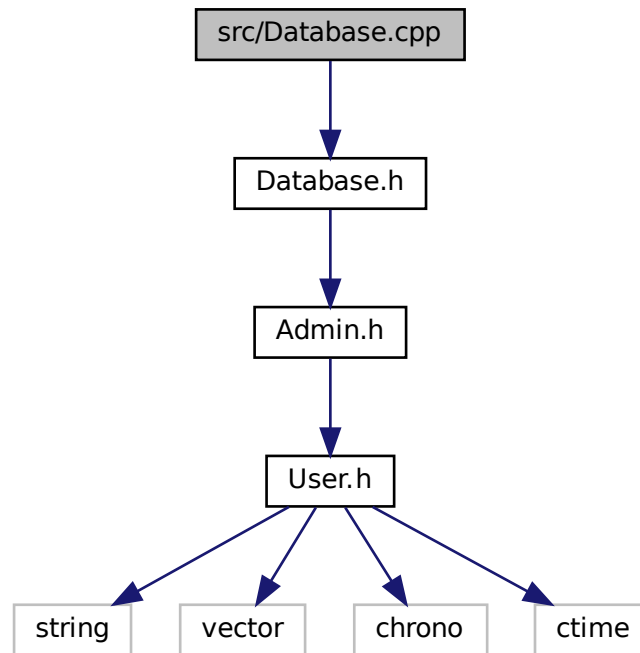 src/Database.cpp
Database.h
Admin.h
User.h
string
vector
chrono
ctime